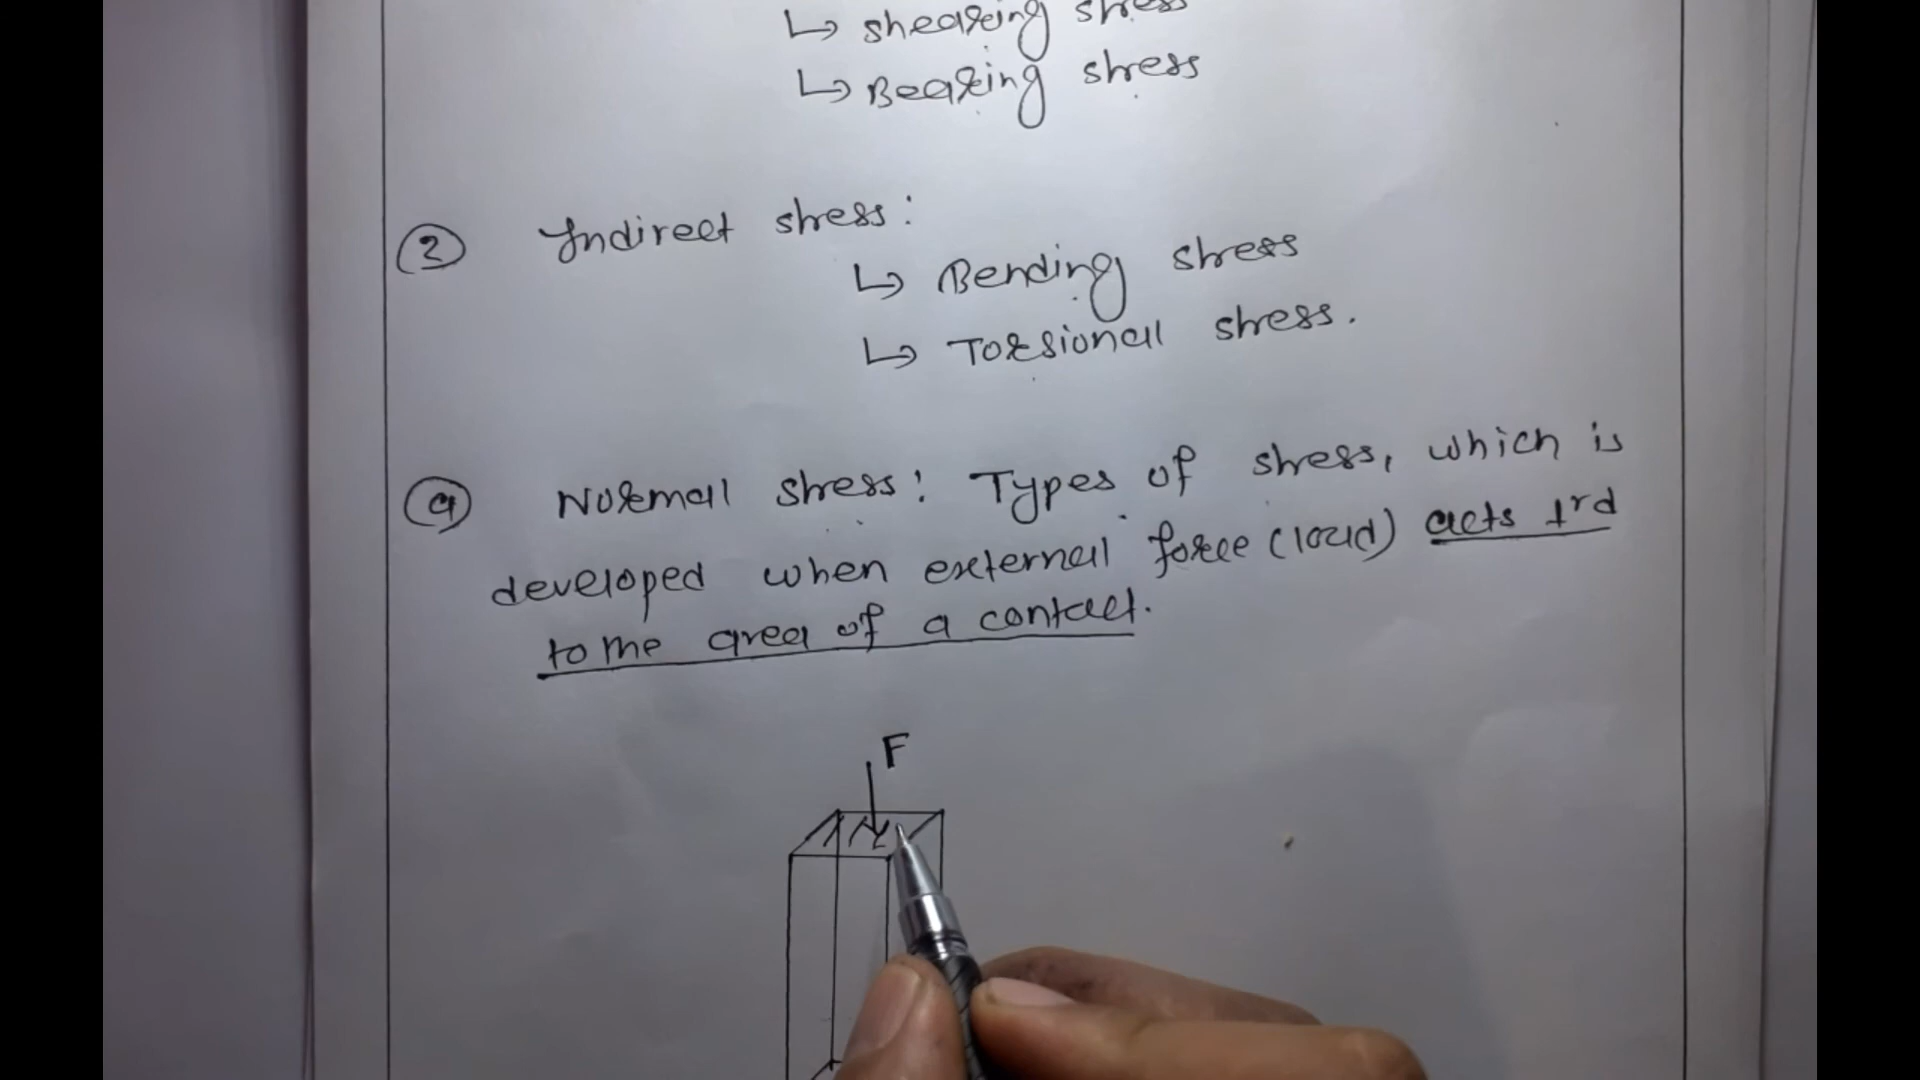 ↳ shearing stress
↳ Bearing stress
② Indirect stress:
↳ Bending stress
↳ Torsional stress.
ⓐ Normal stress: Types of stress, which is
developed when external force (load) acts ⊥rd
to the area of a contact.
F